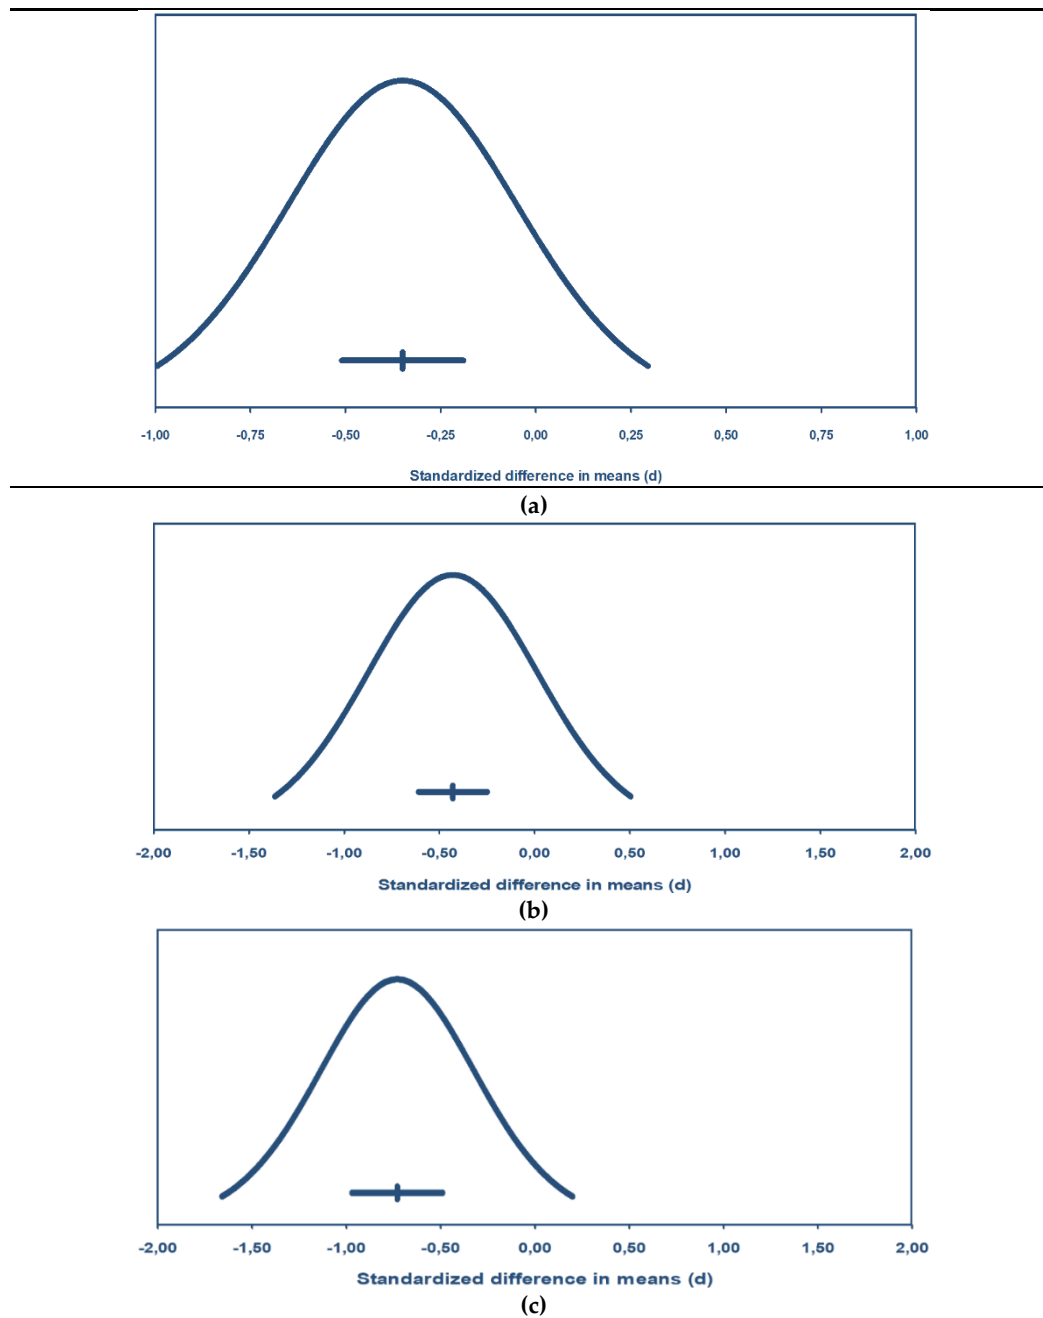 -1,00 -0,75 -0,50 -0,25 0,00 0,25 0,50 0,75 1,00
Standardized difference in means (d)
(a)
-2,00 -1,50 -1,00 -0,50 0,00 0,50 1,00 1,50 2,00
Standardized difference in means (d)
(b)
-2,00 -1,50 -1,00 -0,50 0,00 0,50 1,00 1,50 2,00
Standardized difference in means (d)
(c)